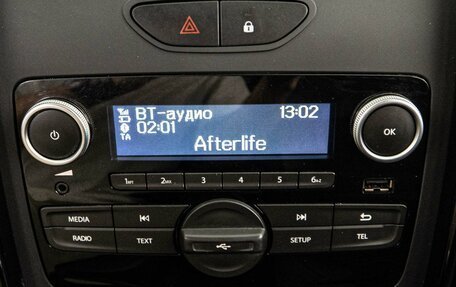 BT-аудио 13:02
02:01
TA
Afterlife
OK
1 2 3 4 5 6
MEDIA
RADIO TEXT SETUP TEL